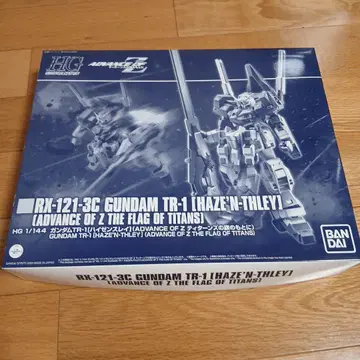 HG
ADVANCE Z
RX-121-3C GUNDAM TR-1 [HAZE'N-THLEY]
(ADVANCE OF Z THE FLAG OF TITANS)
HG 1/144 ガンダムTR-1[ハイゼンスレイ](ADVANCE OF Z ティターンズの旗のもとに)
GUNDAM TR-1 [HAZE'N-THLEY] (ADVANCE OF Z THE FLAG OF TITANS)
BAN
DAI
RX-121-3C GUNDAM TR-1 [HAZE'N-THLEY]
(ADVANCE OF Z THE FLAG OF TITANS)